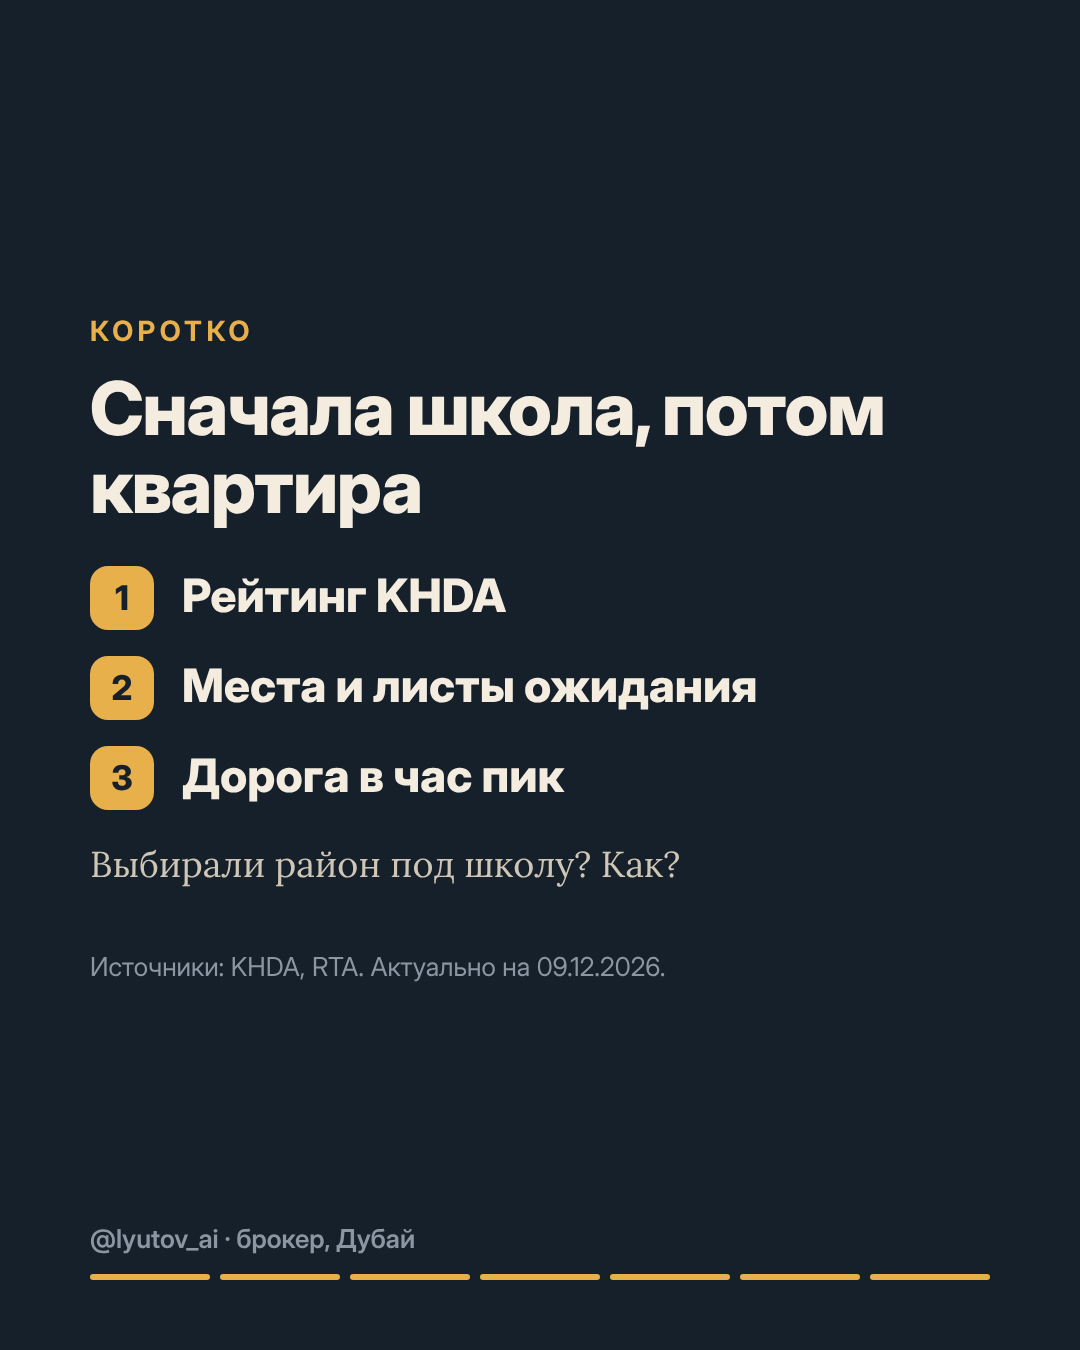 КОРОТКО
Сначала школа, потом
квартира
1 Рейтинг KHDA
2 Места и листы ожидания
3 Дорога в час пик
Выбирали район под школу? Как?
Источники: KHDA, RTA. Актуально на 09.12.2026.
@lyutov_ai · брокер, Дубай